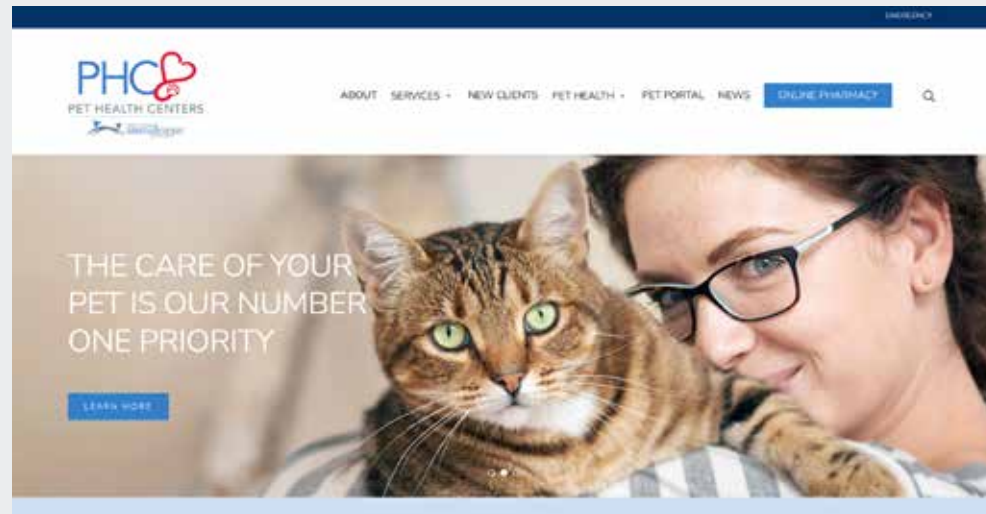 EMERGENCY
PHC
PET HEALTH CENTERS
ABOUT SERVICES NEW CLIENTS PET HEALTH PET PORTAL NEWS ONLINE PHARMACY
THE CARE OF YOUR
PET IS OUR NUMBER
ONE PRIORITY
LEARN MORE